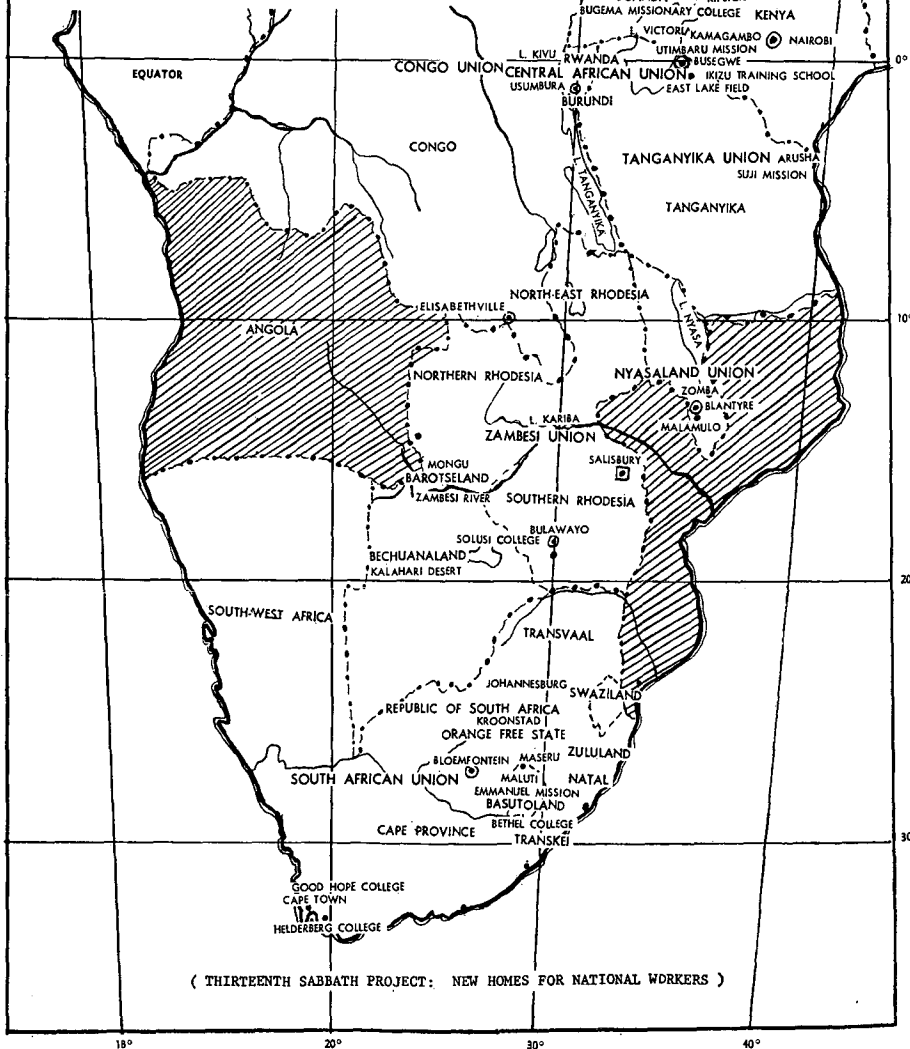 BUGEMA MISSIONARY COLLEGE
KENYA
VICTORIA
KAMAGAMBO
NAIROBI
UTIMBARU MISSION
L. KIVU
RWANDA
BUSEGWE
0°
EQUATOR
CONGO UNION
CENTRAL AFRICAN UNION
IKIZU TRAINING SCHOOL
USUMBURA
EAST LAKE FIELD
BURUNDI
CONGO
TANGANYIKA UNION
ARUSHA
SUJI MISSION
L. TANGANYIKA
TANGANYIKA
NORTH-EAST RHODESIA
ELISABETHVILLE
L. NYASA
10°
ANGOLA
NORTHERN RHODESIA
NYASALAND UNION
ZOMBA
BLANTYRE
L. KARIBA
MALAMULO
ZAMBESI UNION
SALISBURY
MONGU
BAROTSELAND
ZAMBESI RIVER
SOUTHERN RHODESIA
BULAWAYO
SOLUSI COLLEGE
BECHUANALAND
KALAHARI DESERT
20
SOUTH-WEST AFRICA
TRANSVAAL
JOHANNESBURG
SWAZILAND
REPUBLIC OF SOUTH AFRICA
KROONSTAD
ORANGE FREE STATE
ZULULAND
BLOEMFONTEIN
MASERU
SOUTH AFRICAN UNION
MALUTI
NATAL
EMMANUEL MISSION
BASUTOLAND
BETHEL COLLEGE
CAPE PROVINCE
TRANSKEI
30
GOOD HOPE COLLEGE
CAPE TOWN
HELDERBERG COLLEGE
( THIRTEENTH SABBATH PROJECT: NEW HOMES FOR NATIONAL WORKERS )
18°
20°
30°
40°